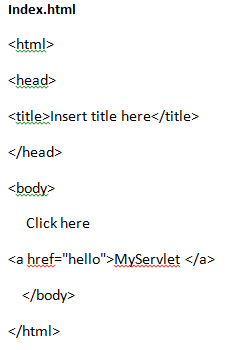 Index.html
<html>
<head>
<title>Insert title here</title>
</head>
<body>
Click here
<a href="hello">MyServlet </a>
</body>
</html>